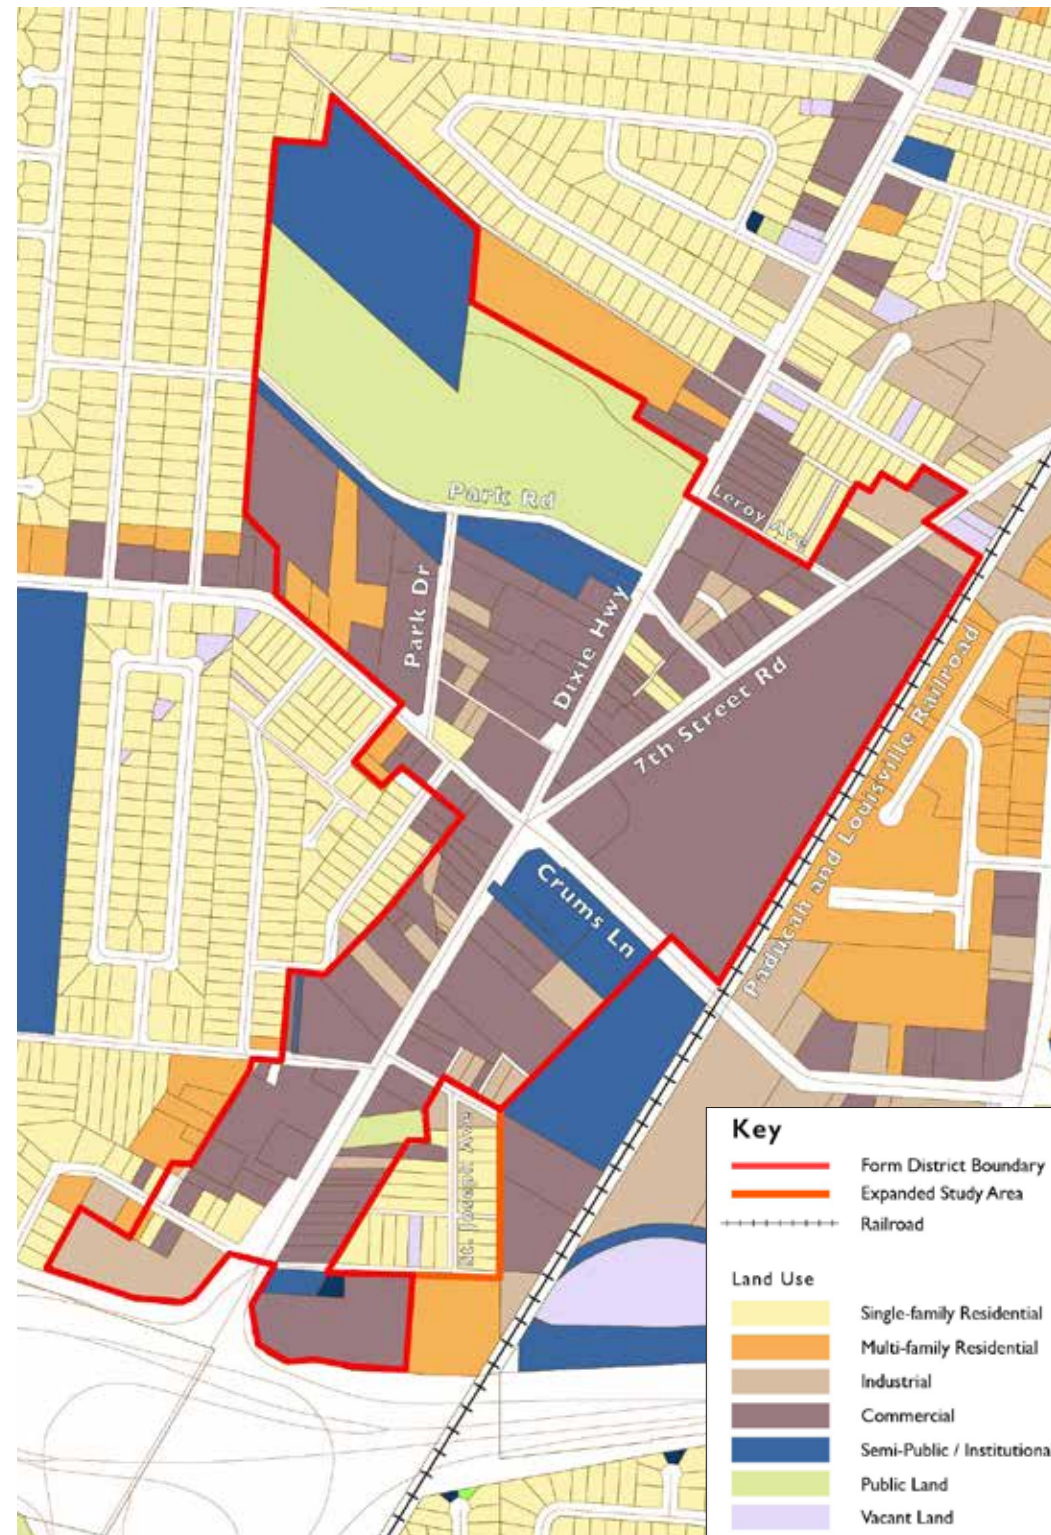 Park Rd
Leroy Ave
Park Dr
Dixie Hwy
7th Street Rd
Paducah and Louisville Railroad
Crums Ln
St. Joseph Ave
Key
Form District Boundary
Expanded Study Area
Railroad
Land Use
Single-family Residential
Multi-family Residential
Industrial
Commercial
Semi-Public / Institutiona
Public Land
Vacant Land